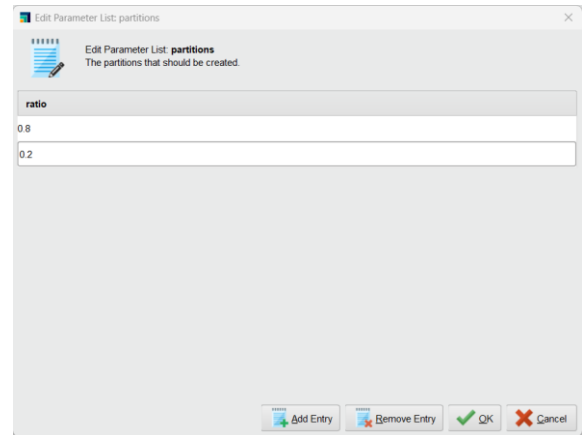 Edit Parameter List: partitions
Edit Parameter List: partitions
The partitions that should be created.
ratio
0.8
0.2
Add Entry
Remove Entry
OK
Cancel